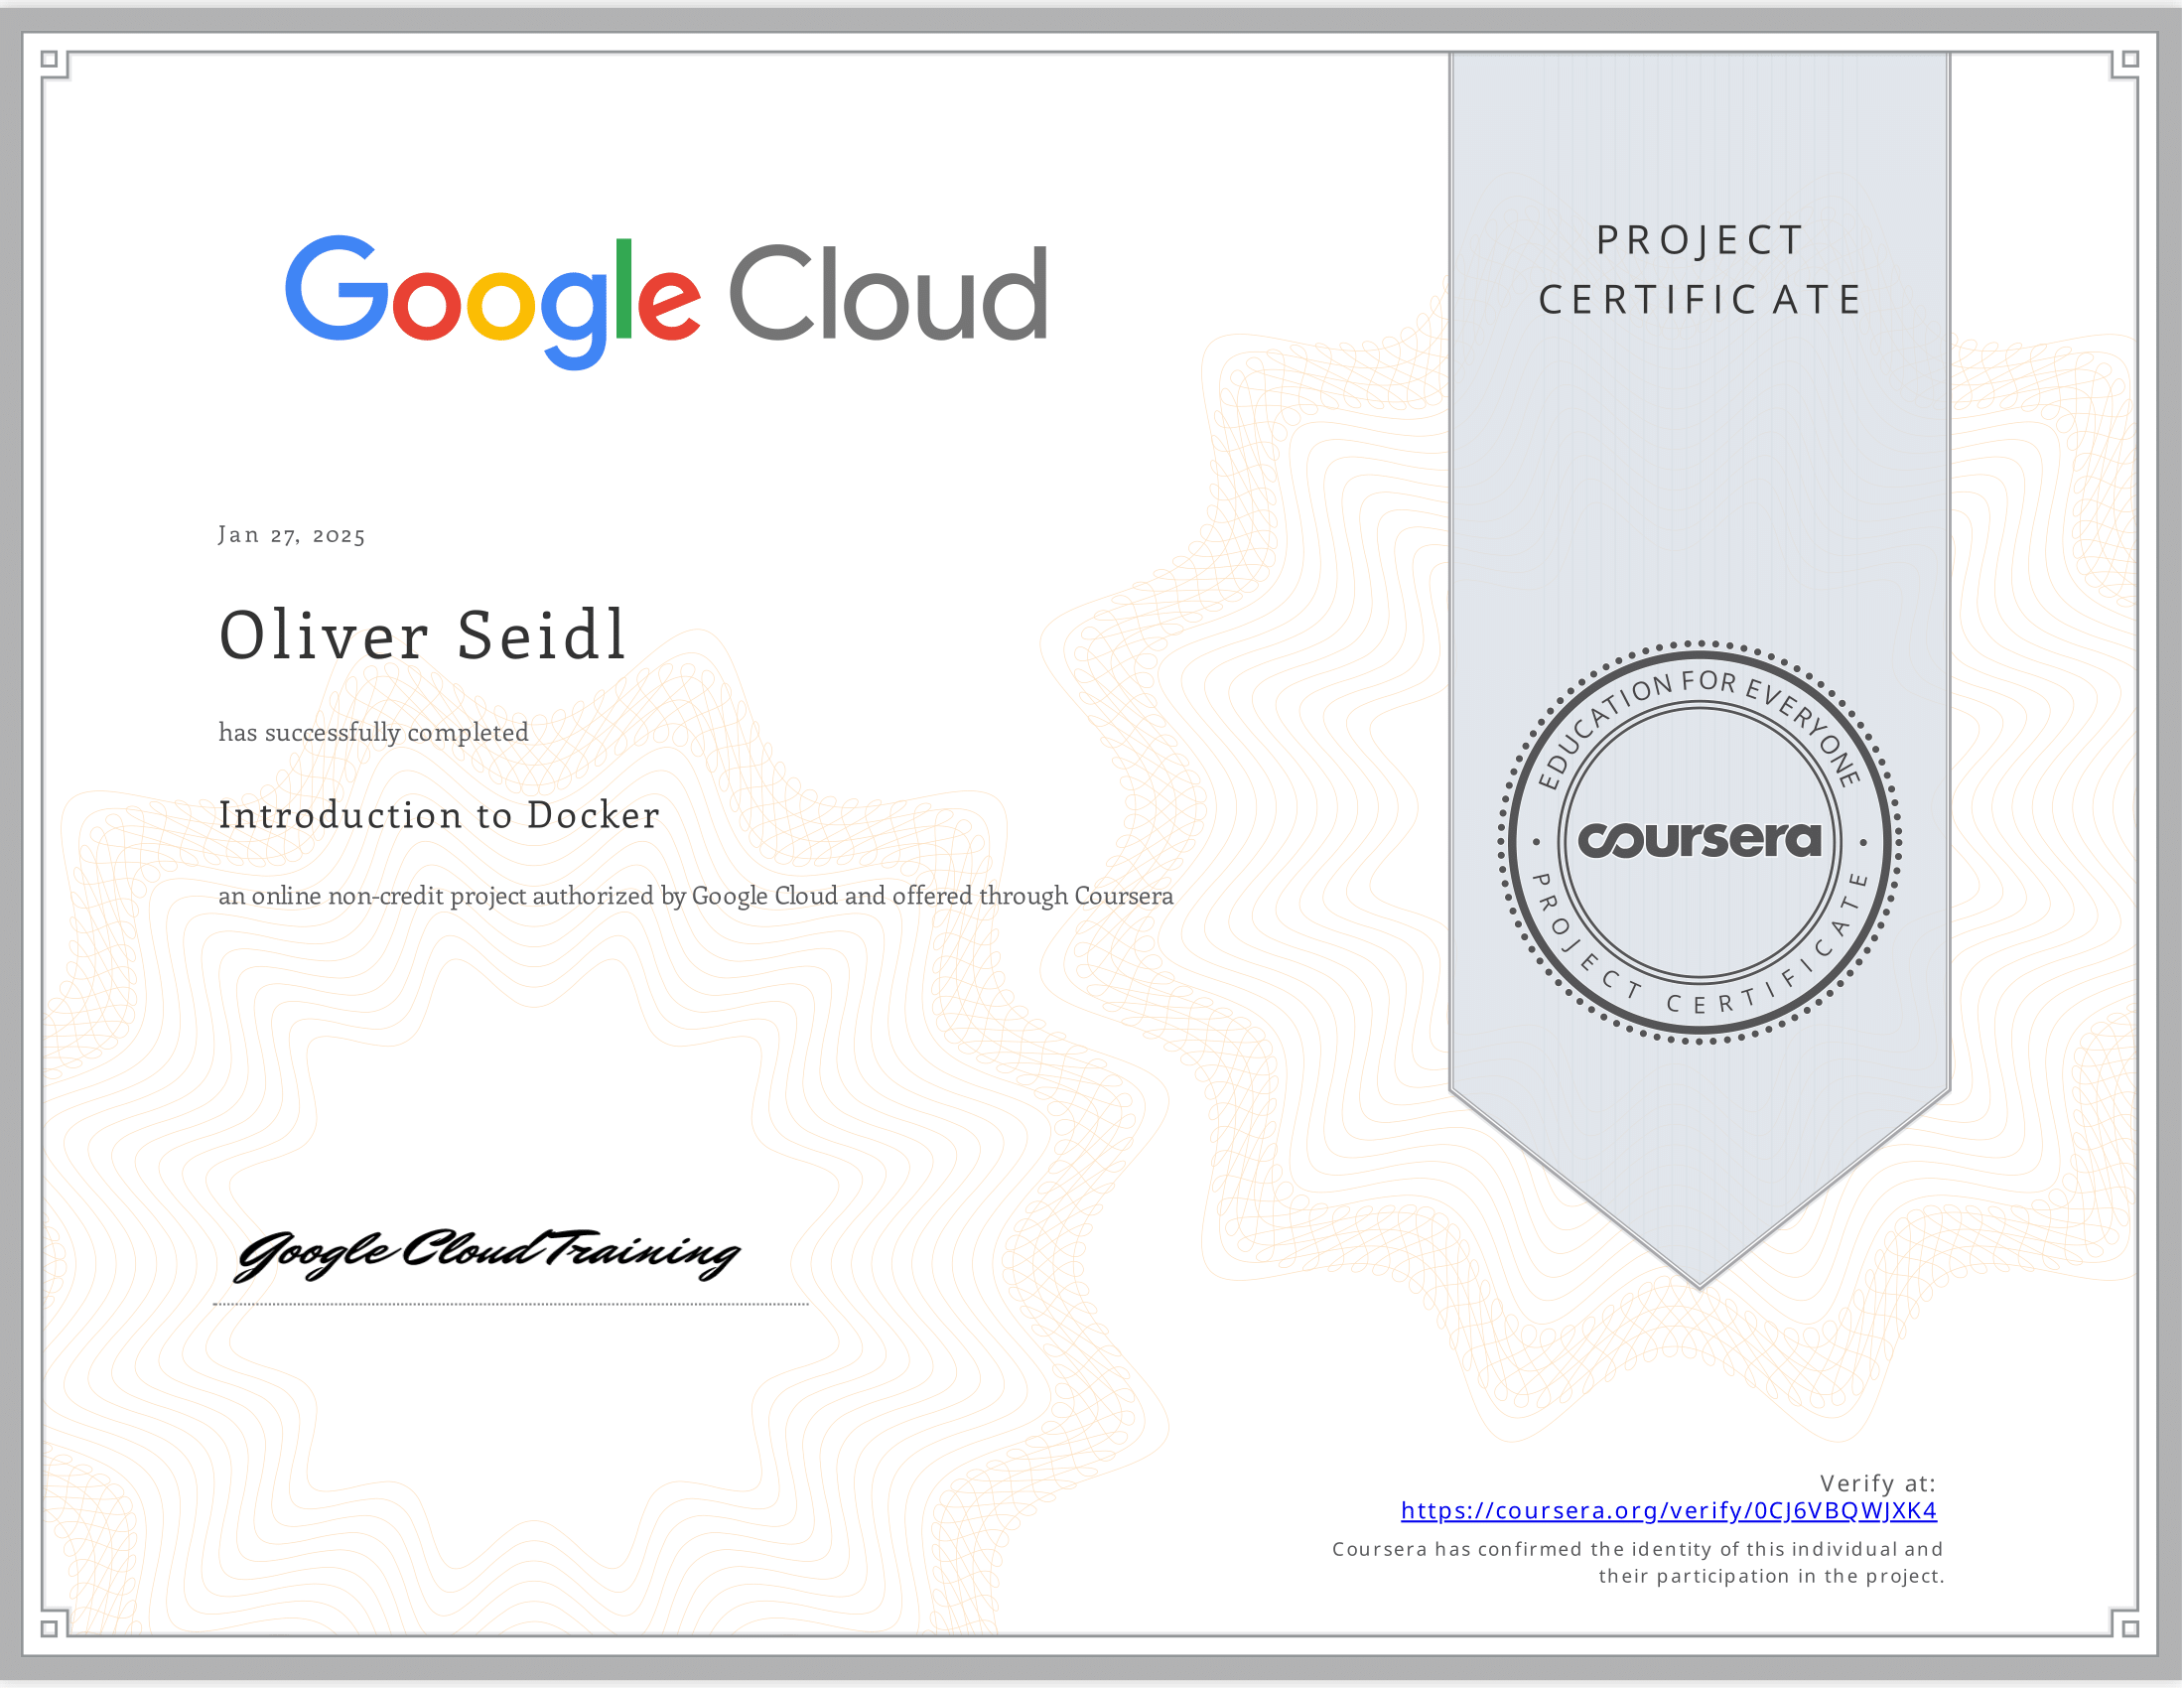 Google Cloud
PROJECT
CERTIFICATE
Jan 27, 2025
Oliver Seidl
has successfully completed
Introduction to Docker
an online non-credit project authorized by Google Cloud and offered through Coursera
EDUCATION FOR EVERYONE
coursera
PROJECT CERTIFICATE
Google Cloud Training
Verify at:
https://coursera.org/verify/0CJ6VBQWJXK4
Coursera has confirmed the identity of this individual and
their participation in the project.